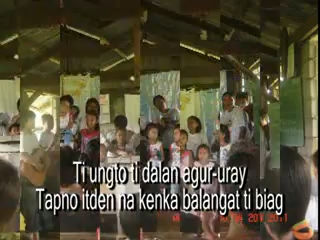 Ti ungto ti dalan agur-uray
Tapno itden na kenka balangat ti biag